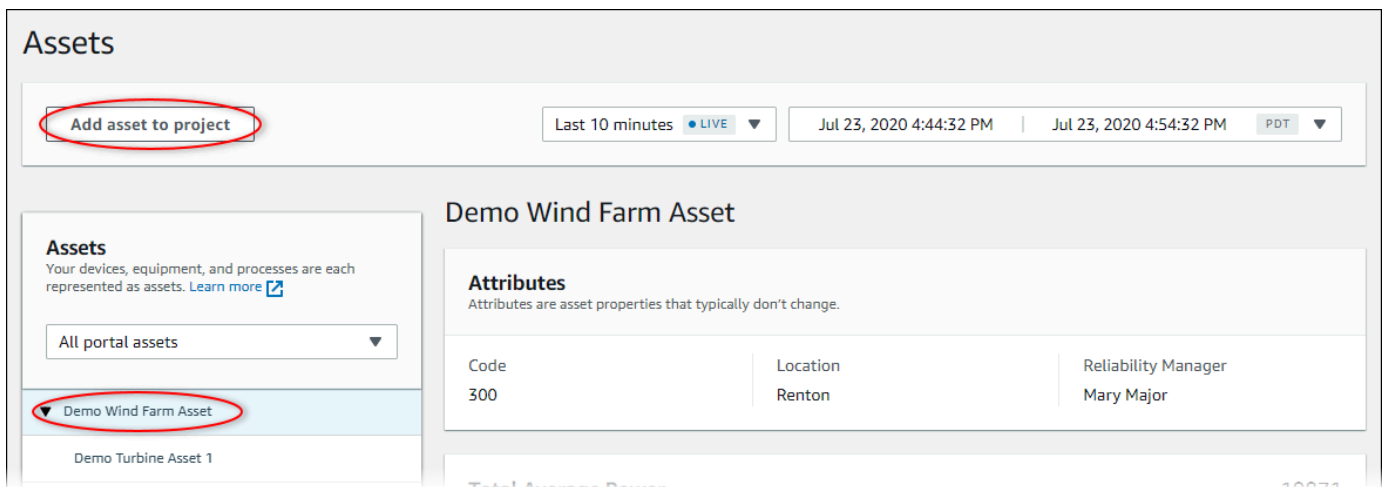 Assets
Add asset to project
Last 10 minutes • LIVE ▼
Jul 23, 2020 4:44:32 PM | Jul 23, 2020 4:54:32 PM PDT ▼
Assets
Your devices, equipment, and processes are each
represented as assets. Learn more
All portal assets ▼
▼ Demo Wind Farm Asset
Demo Turbine Asset 1
Demo Wind Farm Asset
Attributes
Attributes are asset properties that typically don't change.
Code
300
Location
Renton
Reliability Manager
Mary Major
Total Average Power